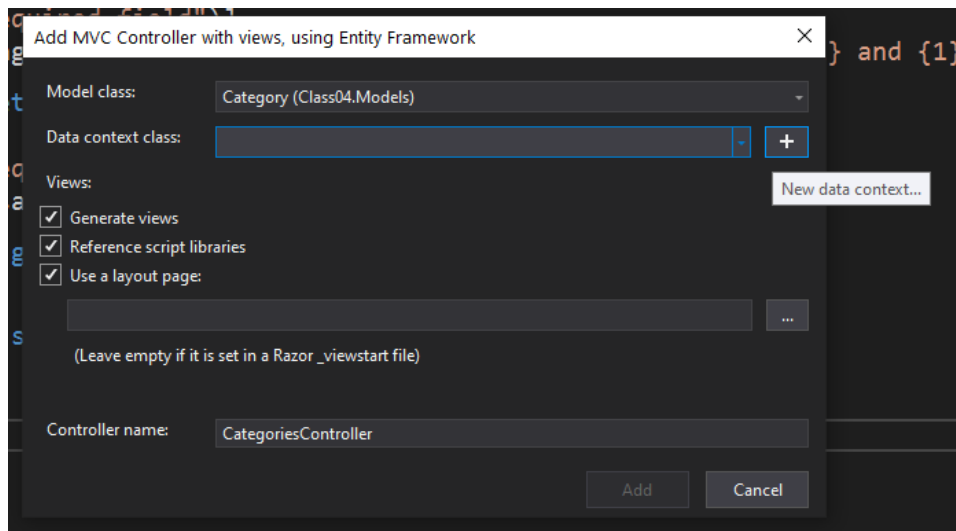 Add MVC Controller with views, using Entity Framework
} and {1}
Model class:
Category (Class04.Models)
Data context class:
+
New data context...
Views:
Generate views
Reference script libraries
Use a layout page:
...
(Leave empty if it is set in a Razor _viewstart file)
Controller name:
CategoriesController
Add
Cancel